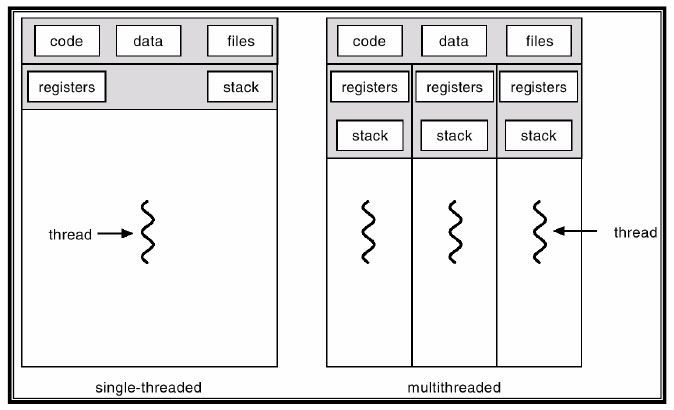 code data files
registers stack
thread
single-threaded
code data files
registers registers registers
stack stack stack
thread
multithreaded